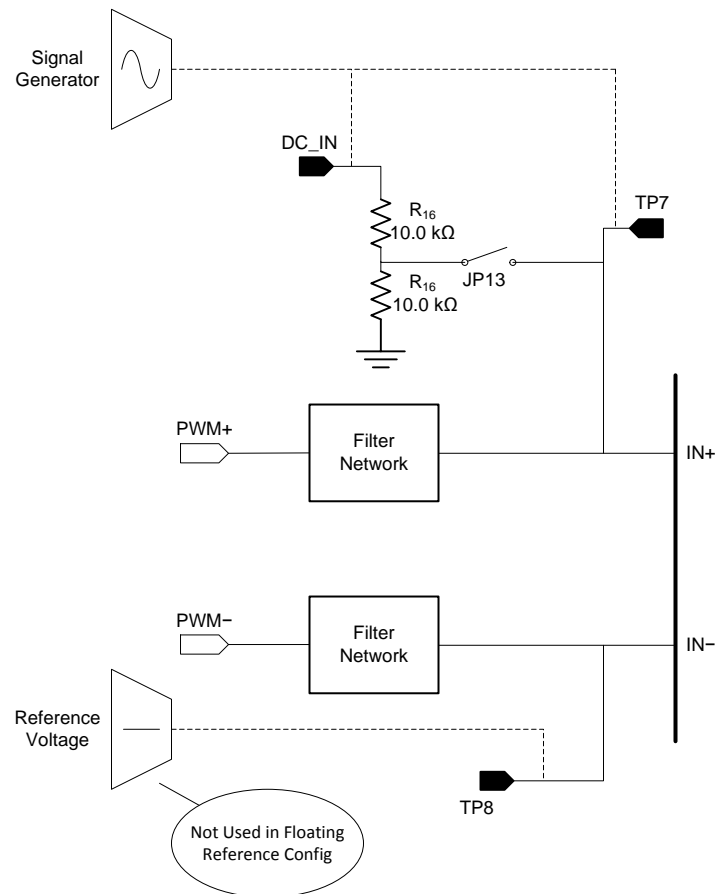 Signal
Generator
DC_IN
R₁₆
10.0 kΩ
TP7
JP13
R₁₆
10.0 kΩ
PWM+
Filter
Network
IN+
PWM−
Filter
Network
IN−
Reference
Voltage
TP8
Not Used in Floating
Reference Config